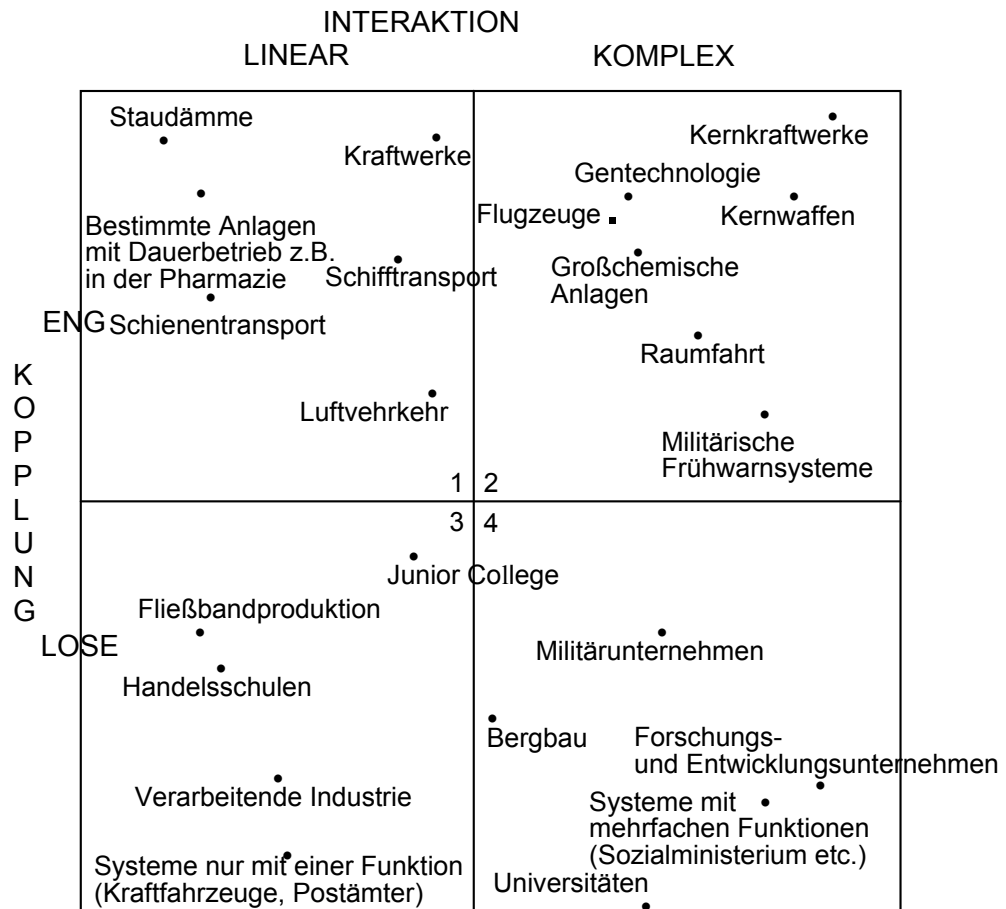 INTERAKTION
LINEAR
KOMPLEX
Staudämme
Kraftwerke
Bestimmte Anlagen
mit Dauerbetrieb z.B.
in der Pharmazie
Schifftransport
Schienentransport
Luftvehrkehr
1
Kernkraftwerke
Gentechnologie
Flugzeuge
Kernwaffen
Großchemische
Anlagen
Raumfahrt
Militärische
Frühwarnsysteme
2
ENG
KOPPLUNG
LOSE
3
Junior College
Fließbandproduktion
Handelsschulen
Verarbeitende Industrie
Systeme nur mit einer Funktion
(Kraftfahrzeuge, Postämter)
4
Militärunternehmen
Bergbau
Forschungs-
und Entwicklungsunternehmen
Systeme mit
mehrfachen Funktionen
(Sozialministerium etc.)
Universitäten